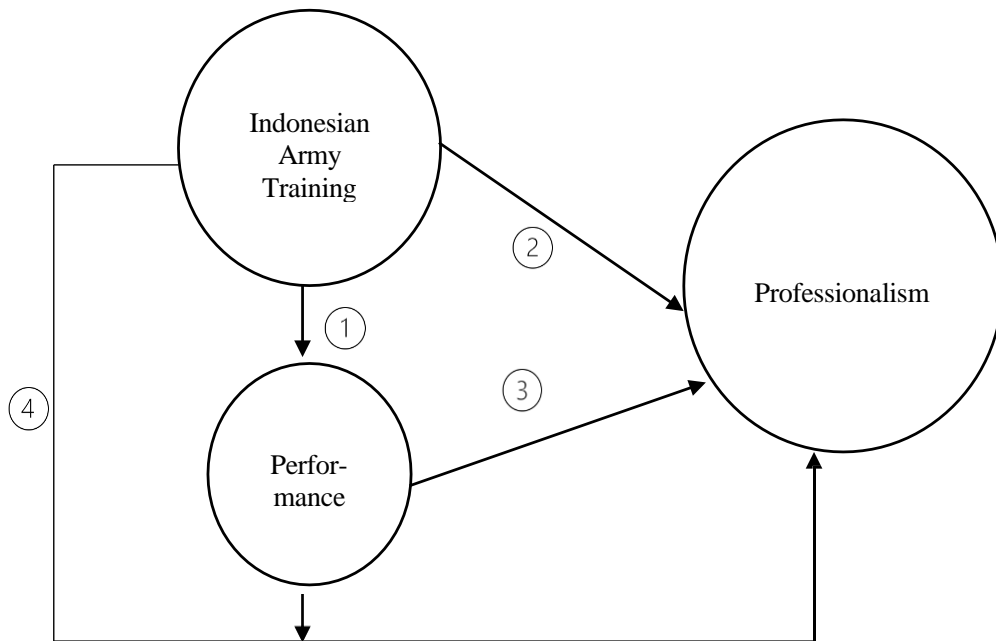 Indonesian
Army
Training
2
Professionalism
1
3
4
Perfor-
mance